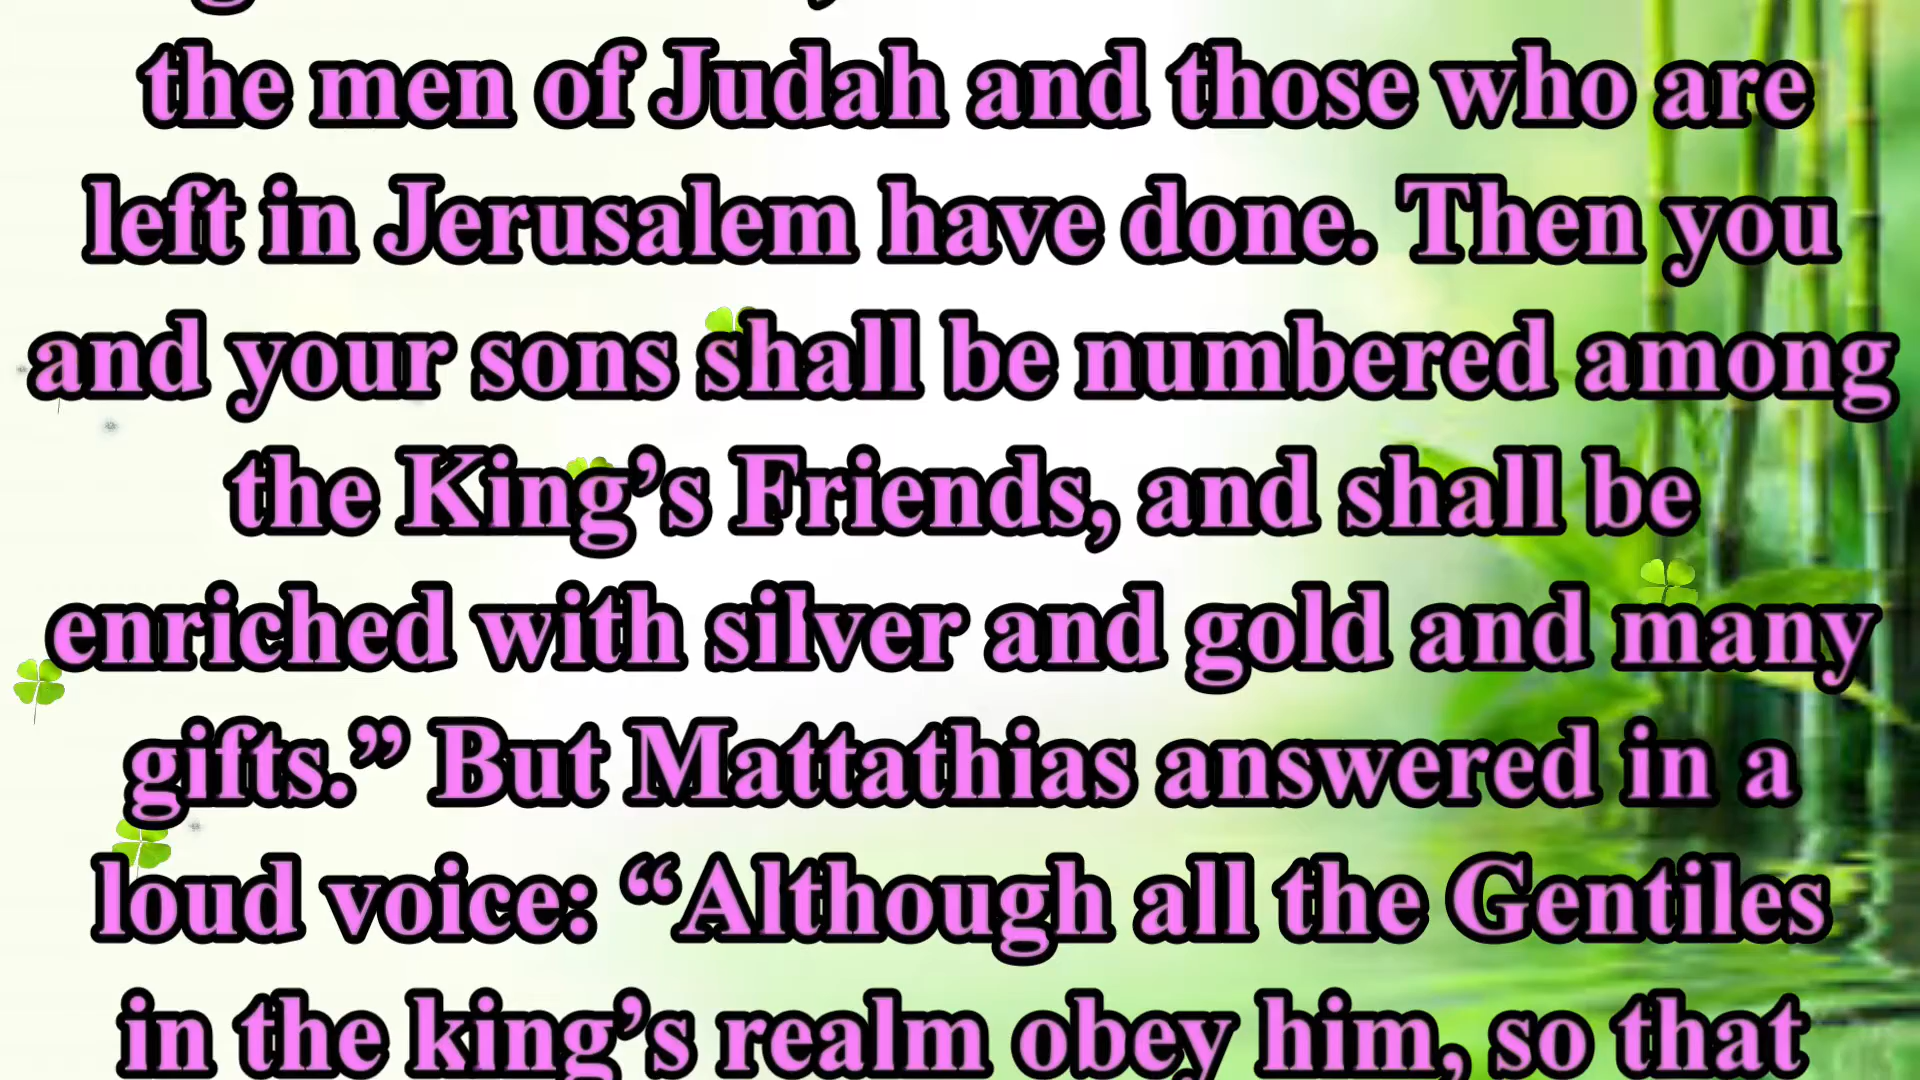 the men of Judah and those who are
left in Jerusalem have done. Then you
and your sons shall be numbered among
the King’s Friends, and shall be
enriched with silver and gold and many
gifts.” But Mattathias answered in a
loud voice: “Although all the Gentiles
in the king’s realm obey him, so that